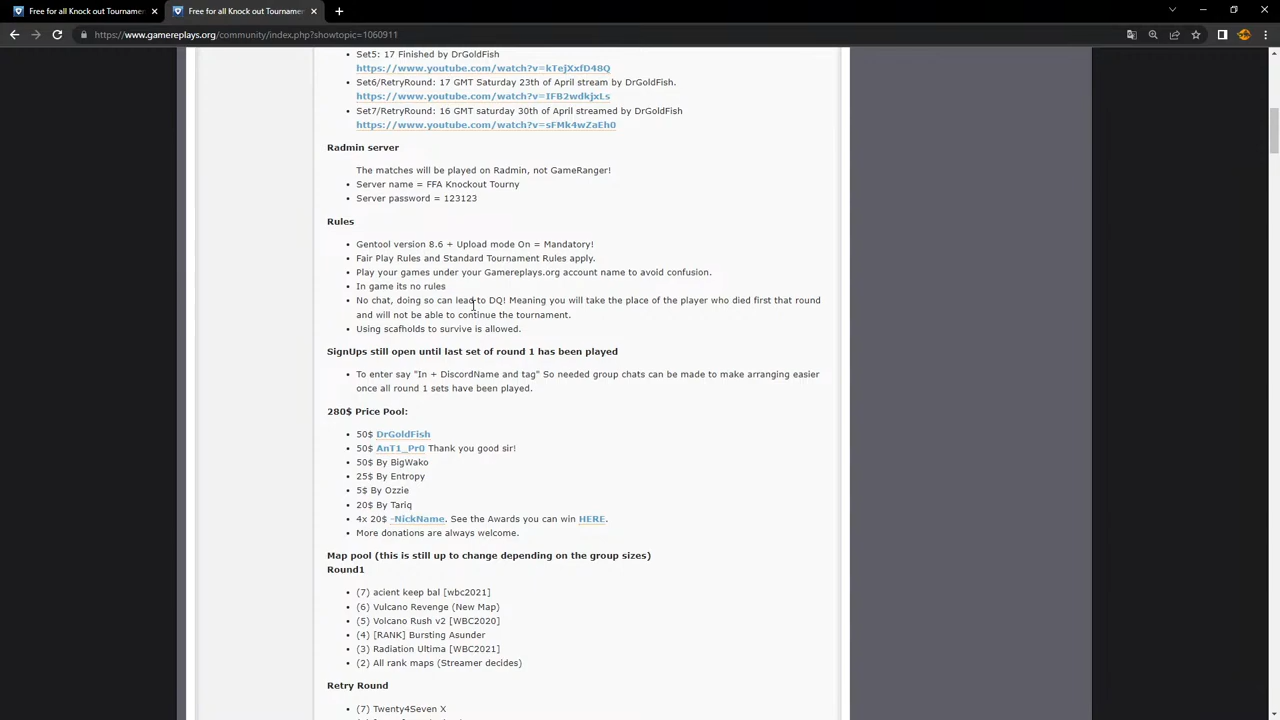 Free for all Knock out Tournamer
Free for all Knock out Tournamer
https://www.gamereplays.org/community/index.php?showtopic=1060911
Set5: 17 Finished by DrGoldFish
https://www.youtube.com/watch?v=kTejXxfD48Q
Set6/RetryRound: 17 GMT Saturday 23th of April stream by DrGoldFish.
https://www.youtube.com/watch?v=IFB2wdkjxLs
Set7/RetryRound: 16 GMT saturday 30th of April streamed by DrGoldFish
https://www.youtube.com/watch?v=sFMk4wZaEh0
Radmin server
The matches will be played on Radmin, not GameRanger!
Server name = FFA Knockout Tourny
Server password = 123123
Rules
Gentool version 8.6 + Upload mode On = Mandatory!
Fair Play Rules and Standard Tournament Rules apply.
Play your games under your Gamereplays.org account name to avoid confusion.
In game its no rules
No chat, doing so can lead to DQ! Meaning you will take the place of the player who died first that round
and will not be able to continue the tournament.
Using scafholds to survive is allowed.
SignUps still open until last set of round 1 has been played
To enter say "In + DiscordName and tag" So needed group chats can be made to make arranging easier
once all round 1 sets have been played.
280$ Price Pool:
50$ DrGoldFish
50$ AnT1_Pr0 Thank you good sir!
50$ By BigWako
25$ By Entropy
5$ By Ozzie
20$ By Tariq
4x 20$ -NickName. See the Awards you can win HERE.
More donations are always welcome.
Map pool (this is still up to change depending on the group sizes)
Round1
(7) acient keep bal [wbc2021]
(6) Vulcano Revenge (New Map)
(5) Volcano Rush v2 [WBC2020]
(4) [RANK] Bursting Asunder
(3) Radiation Ultima [WBC2021]
(2) All rank maps (Streamer decides)
Retry Round
(7) Twenty4Seven X